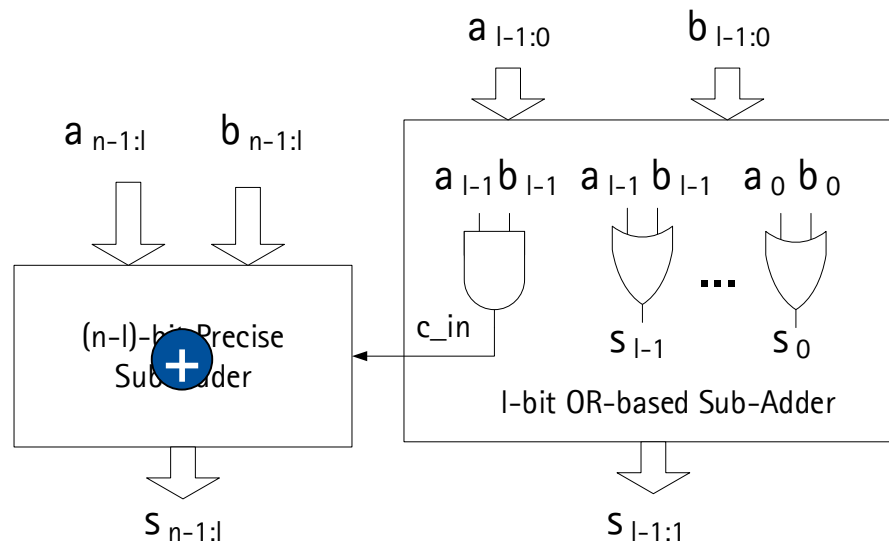 a l-1:0 b l-1:0
a n-1:l b n-1:l
a l-1 b l-1 a l-1 b l-1 a 0 b 0
...
c_in
s l-1 s 0
(n-l)-bit Precise
Sub-Adder
l-bit OR-based Sub-Adder
s n-1:l s l-1:1